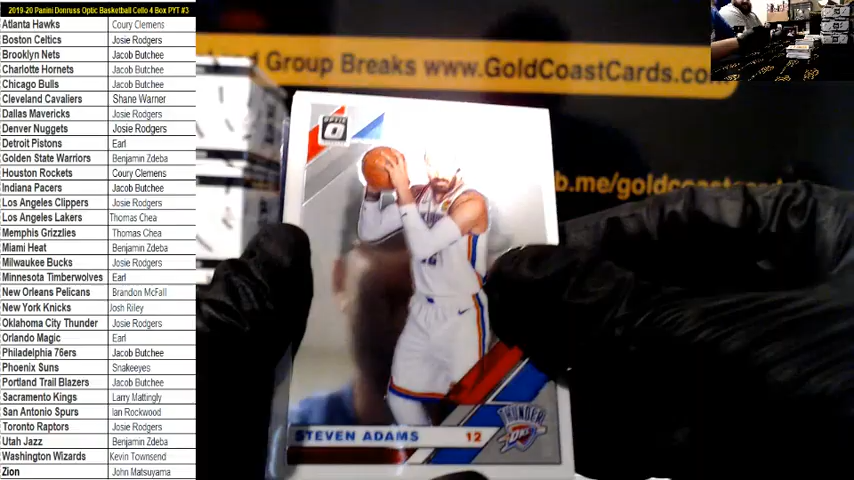 2019-20 Panini Donruss Optic Basketball Cello 4 Box PYT #3
Atlanta Hawks Coury Clemens
Boston Celtics Josie Rodgers
Brooklyn Nets Jacob Butchee
Charlotte Hornets Jacob Butchee
Chicago Bulls Jacob Butchee
Cleveland Cavaliers Shane Warner
Dallas Mavericks Josie Rodgers
Denver Nuggets Josie Rodgers
Detroit Pistons Earl
Golden State Warriors Benjamin Zdeba
Houston Rockets Coury Clemens
Indiana Pacers Jacob Butchee
Los Angeles Clippers Josie Rodgers
Los Angeles Lakers Thomas Chea
Memphis Grizzlies Thomas Chea
Miami Heat Benjamin Zdeba
Milwaukee Bucks Josie Rodgers
Minnesota Timberwolves Earl
New Orleans Pelicans Brandon McFall
New York Knicks Josh Riley
Oklahoma City Thunder Josie Rodgers
Orlando Magic Earl
Philadelphia 76ers Jacob Butchee
Phoenix Suns Snakeeyes
Portland Trail Blazers Jacob Butchee
Sacramento Kings Larry Mattingly
San Antonio Spurs Ian Rockwood
Toronto Raptors Josie Rodgers
Utah Jazz Benjamin Zdeba
Washington Wizards Kevin Townsend
Zion John Matsuyama
Group Breaks www.GoldCoastCards.co
b.me/goldcoastcards
OPTIC
STEVEN ADAMS 12
THUNDER
OKC